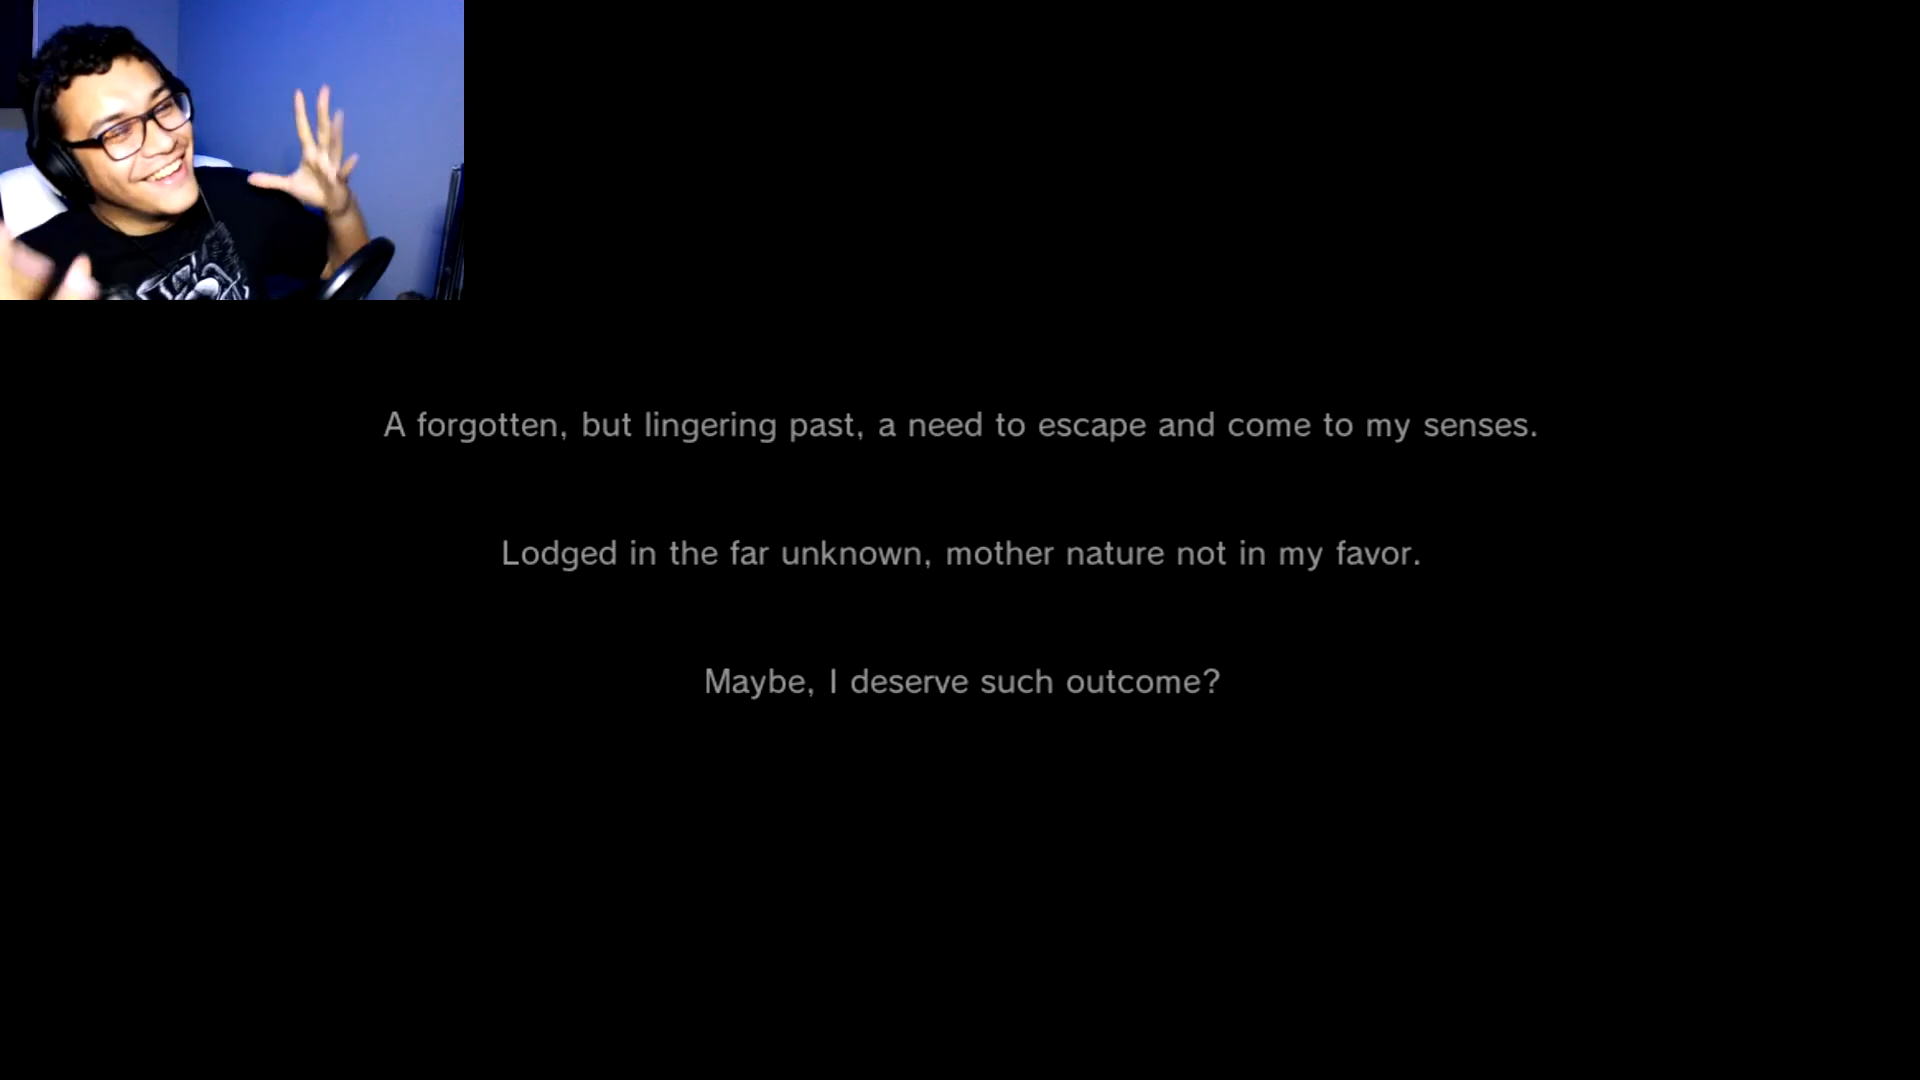 A forgotten, but lingering past, a need to escape and come to my senses.
Lodged in the far unknown, mother nature not in my favor.
Maybe, I deserve such outcome?